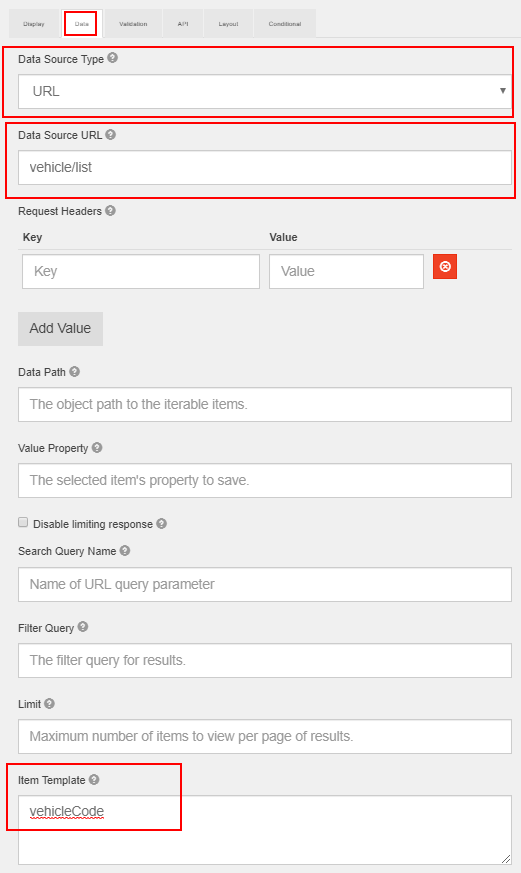 Display Data Validation API Layout Conditional
Data Source Type
URL
Data Source URL
vehicle/list
Request Headers
Key Value
Key Value
Add Value
Data Path
The object path to the iterable items.
Value Property
The selected item's property to save.
Disable limiting response
Search Query Name
Name of URL query parameter
Filter Query
The filter query for results.
Limit
Maximum number of items to view per page of results.
Item Template
vehicleCode